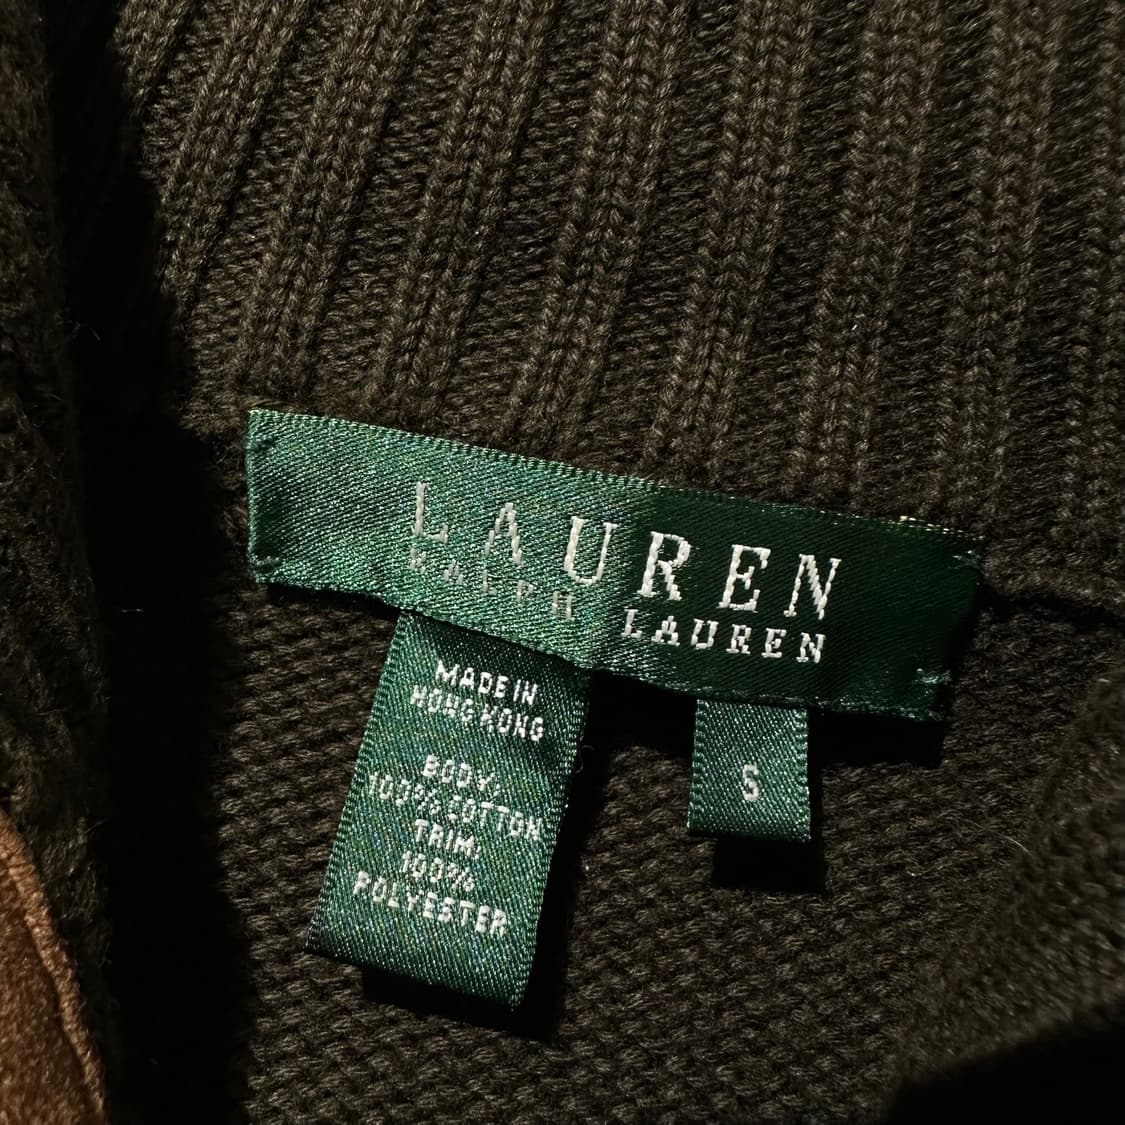 LAUREN
RALPH LAUREN
MADE IN
HONG KONG
BODY:
100% COTTON
TRIM:
100%
POLYESTER
S